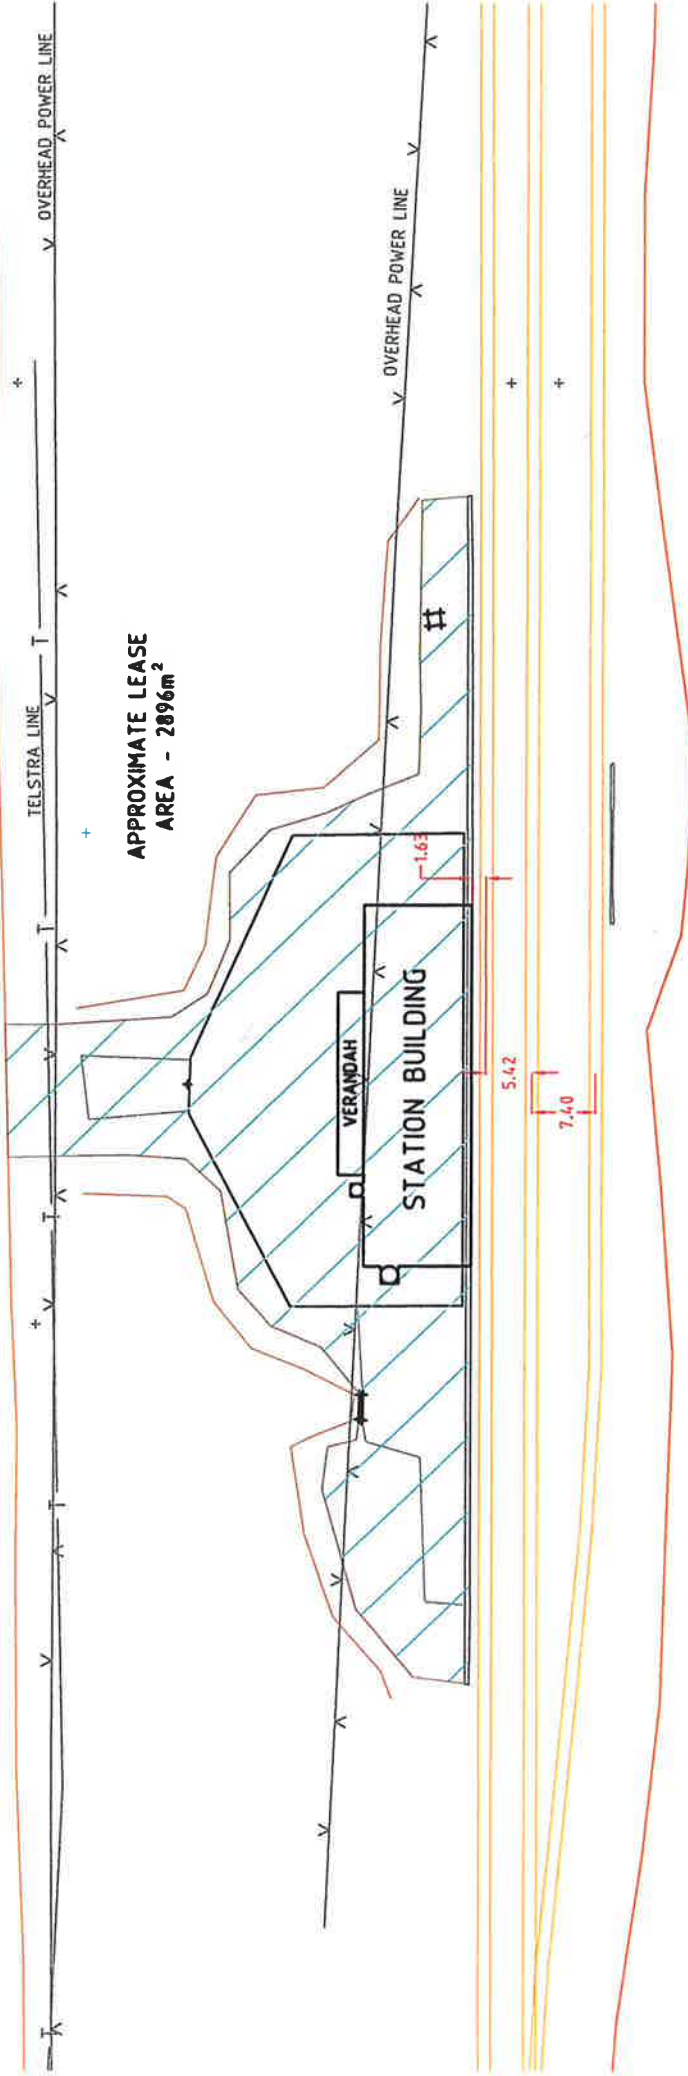 OVERHEAD POWER LINE
TELSTRA LINE
OVERHEAD POWER LINE
APPROXIMATE LEASE
AREA - 2896m²
VERANDAH
STATION BUILDING
1.63
5.42
7.40